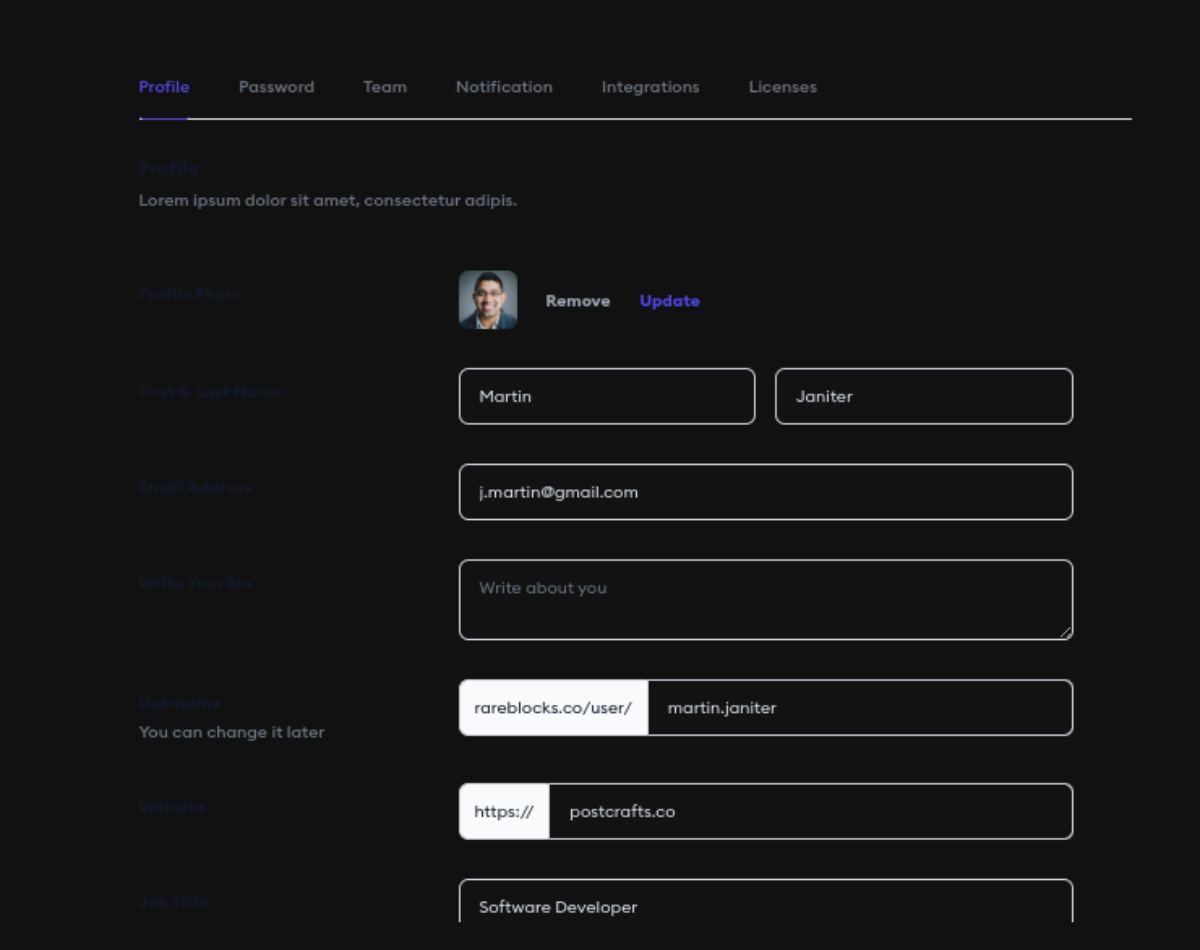 Profile Password Team Notification Integrations Licenses
Profile
Lorem ipsum dolor sit amet, consectetur adipis.
Profile Photo
Remove Update
First & Last Name
Martin Janiter
Email Address
j.martin@gmail.com
Write Your Bio
Write about you
Username
You can change it later
rareblocks.co/user/ martin.janiter
Website
https:// postcrafts.co
Job Title
Software Developer